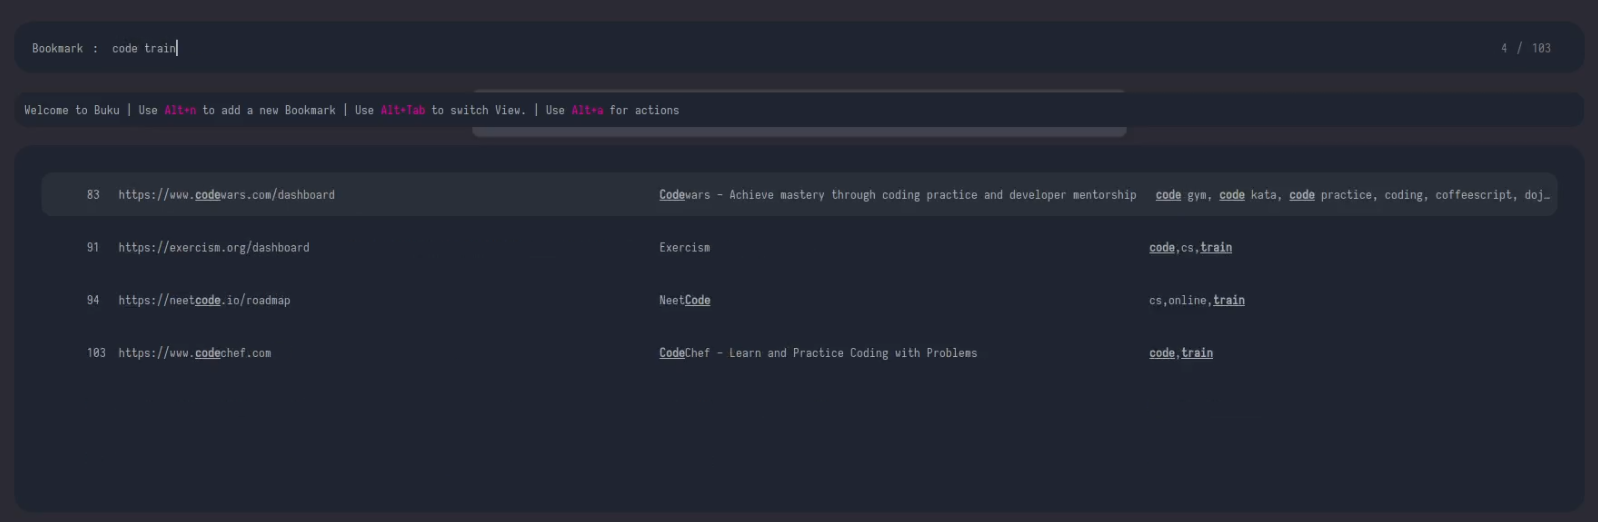 Bookmark : code train 4 / 103
Welcome to Buku | Use Alt+n to add a new Bookmark | Use Alt+Tab to switch View. | Use Alt+a for actions
83 https://www.codewars.com/dashboard Codewars - Achieve mastery through coding practice and developer mentorship code gym, code kata, code practice, coding, coffeescript, doj…
91 https://exercism.org/dashboard Exercism code,cs,train
94 https://neetcode.io/roadmap NeetCode cs,online,train
103 https://www.codechef.com CodeChef - Learn and Practice Coding with Problems code,train